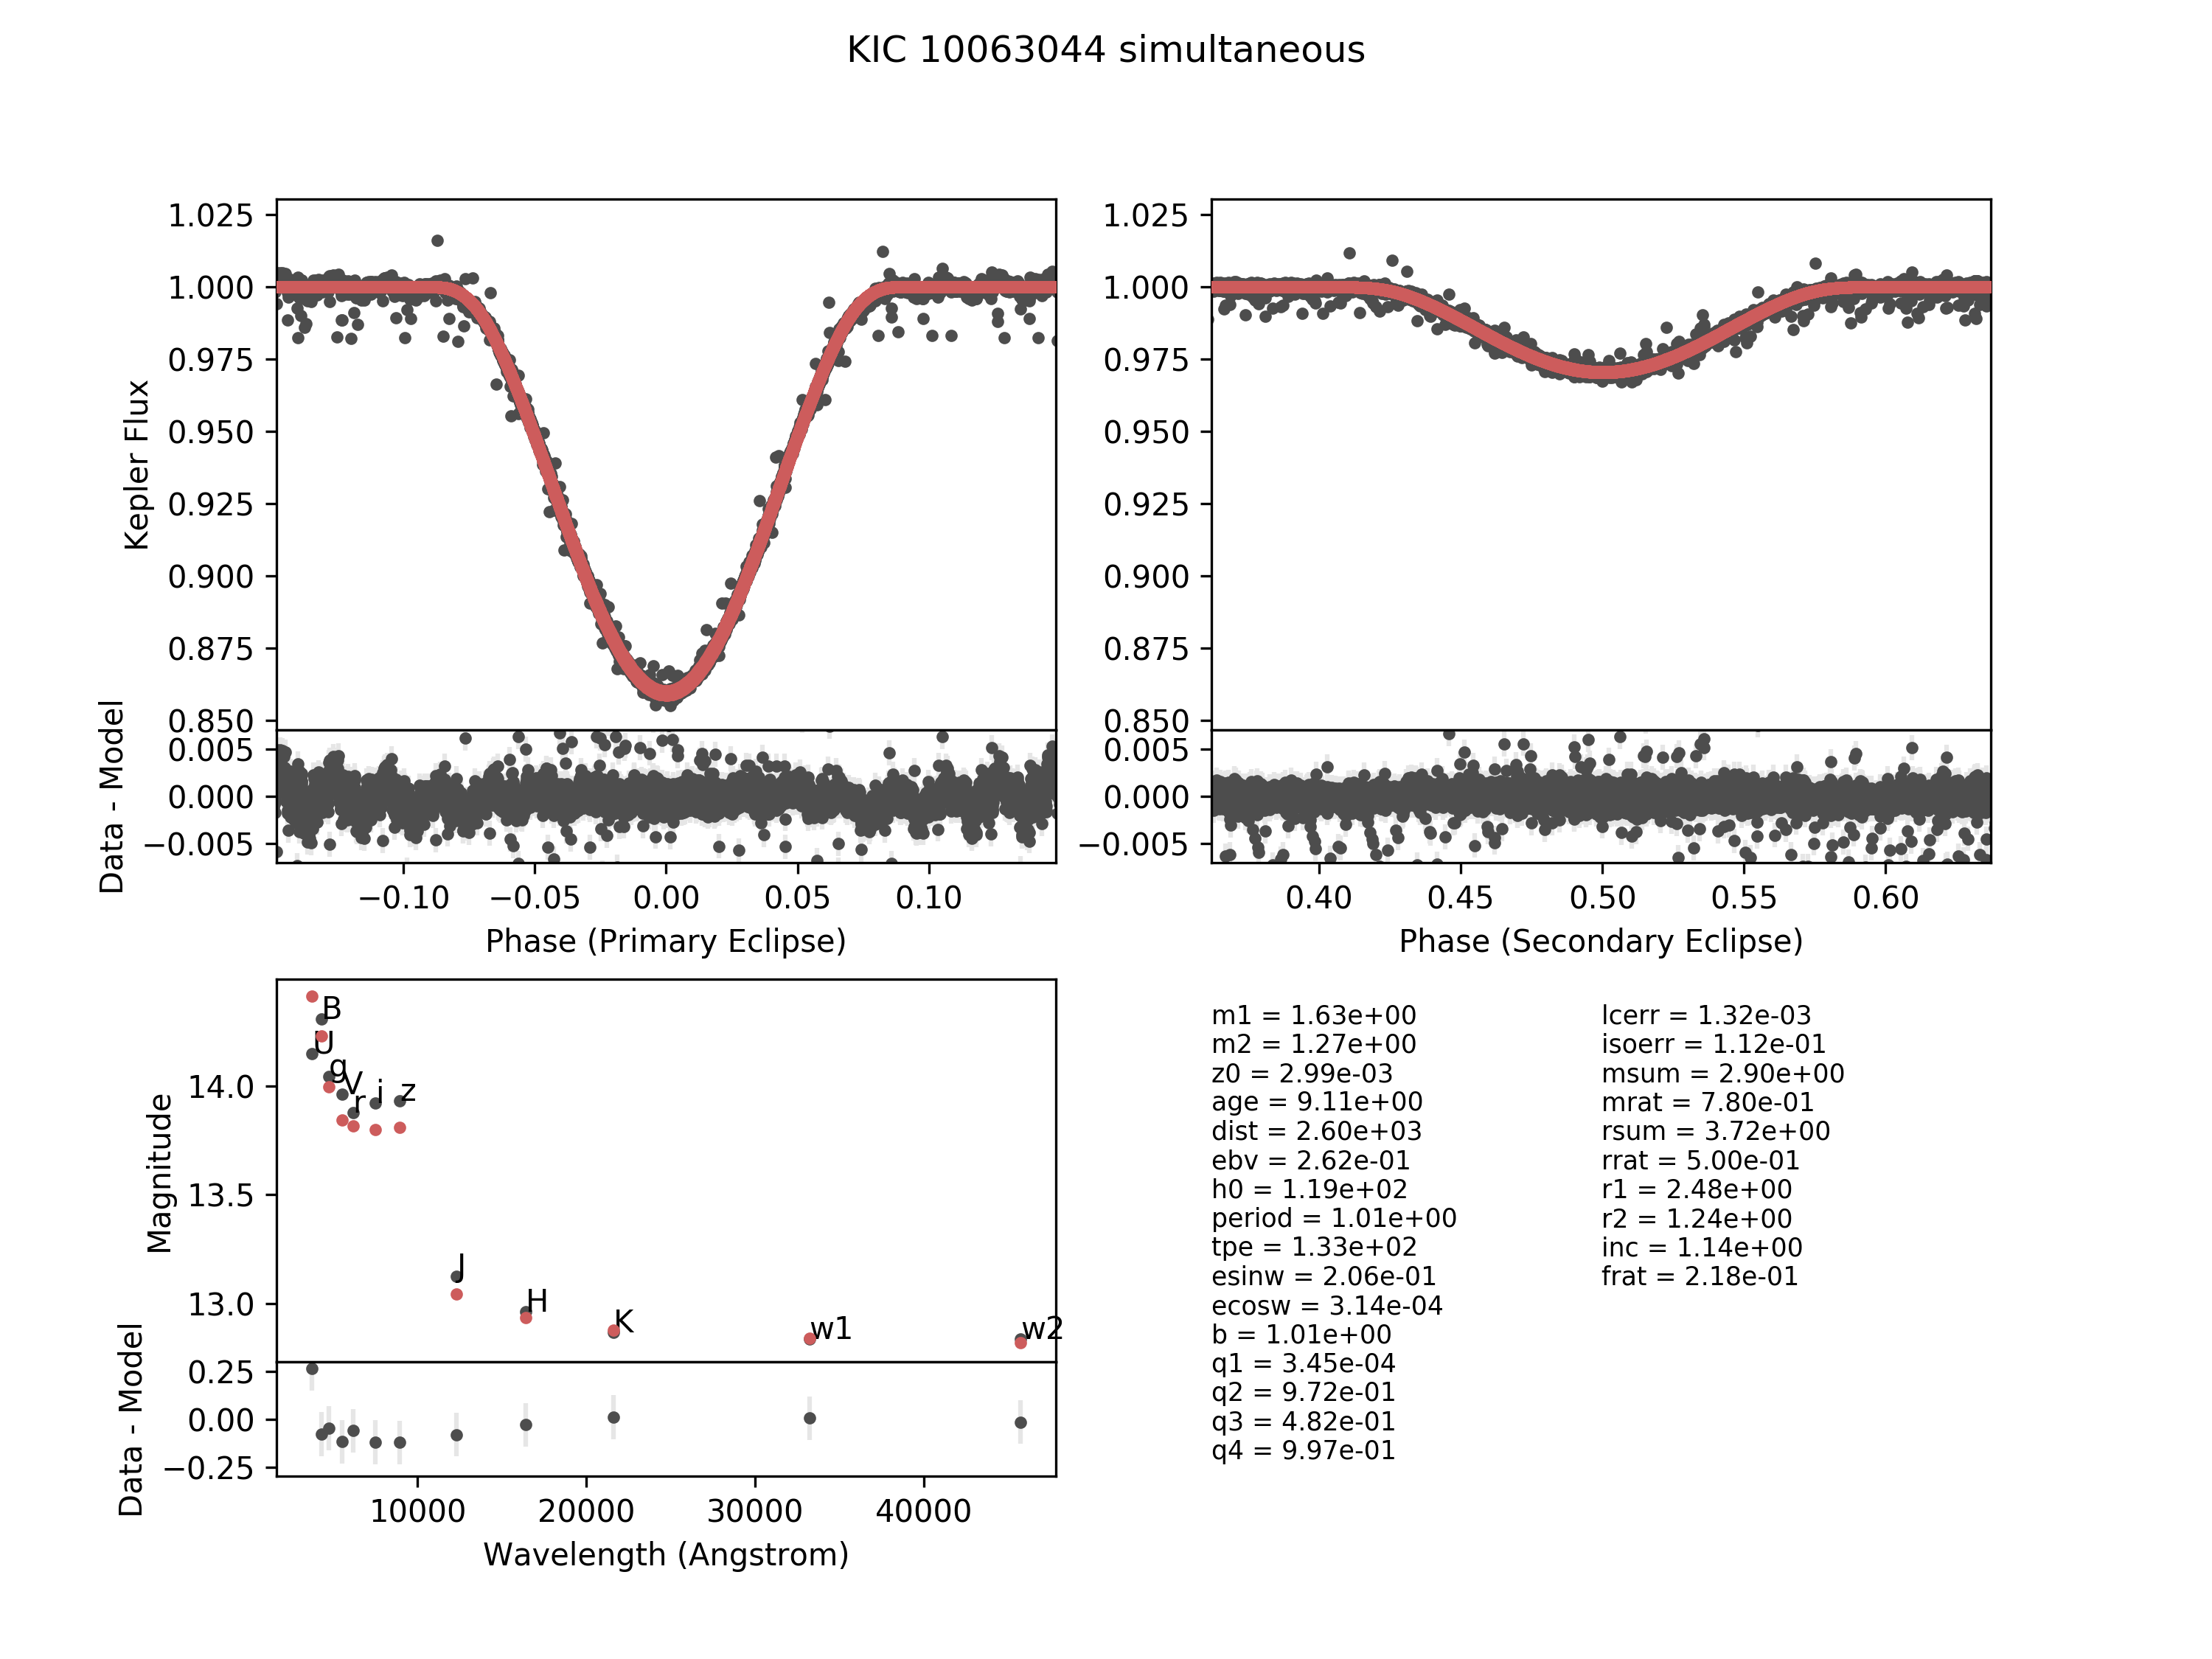 KIC 10063044 simultaneous
Kepler Flux
1.025
1.000
0.975
0.950
0.925
0.900
0.875
0.850
Data - Model
0.005
0.000
−0.005
−0.10
−0.05
0.00
0.05
0.10
Phase (Primary Eclipse)
1.025
1.000
0.975
0.950
0.925
0.900
0.875
0.850
0.005
0.000
−0.005
0.40
0.45
0.50
0.55
0.60
Phase (Secondary Eclipse)
Magnitude
14.0
13.5
13.0
B
U
g
V
r
i
z
J
H
K
w1
w2
Data - Model
0.25
0.00
−0.25
10000
20000
30000
40000
Wavelength (Angstrom)
m1 = 1.63e+00
m2 = 1.27e+00
z0 = 2.99e-03
age = 9.11e+00
dist = 2.60e+03
ebv = 2.62e-01
h0 = 1.19e+02
period = 1.01e+00
tpe = 1.33e+02
esinw = 2.06e-01
ecosw = 3.14e-04
b = 1.01e+00
q1 = 3.45e-04
q2 = 9.72e-01
q3 = 4.82e-01
q4 = 9.97e-01
lcerr = 1.32e-03
isoerr = 1.12e-01
msum = 2.90e+00
mrat = 7.80e-01
rsum = 3.72e+00
rrat = 5.00e-01
r1 = 2.48e+00
r2 = 1.24e+00
inc = 1.14e+00
frat = 2.18e-01